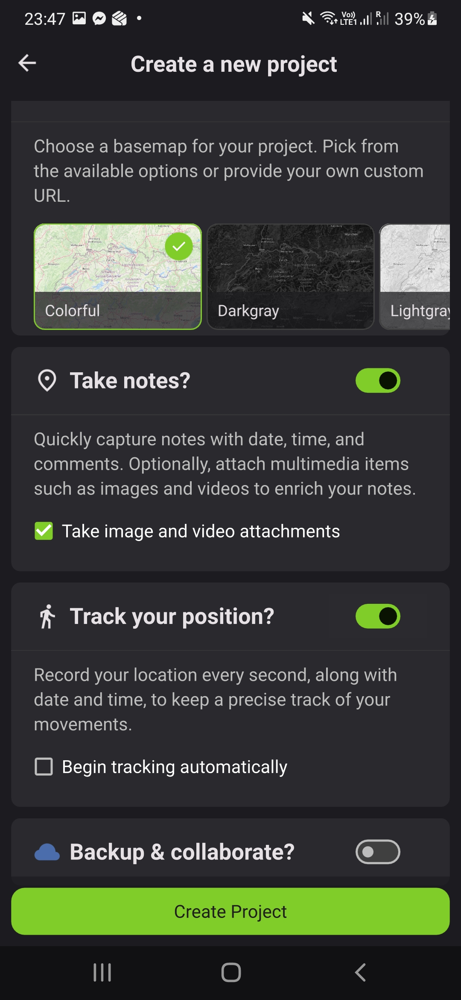 23:47
Vo))
LTE1
R
39%
Create a new project
Choose a basemap for your project. Pick from
the available options or provide your own custom
URL.
Colorful
Darkgray
Lightgray
Take notes?
Quickly capture notes with date, time, and
comments. Optionally, attach multimedia items
such as images and videos to enrich your notes.
Take image and video attachments
Track your position?
Record your location every second, along with
date and time, to keep a precise track of your
movements.
Begin tracking automatically
Backup & collaborate?
Create Project